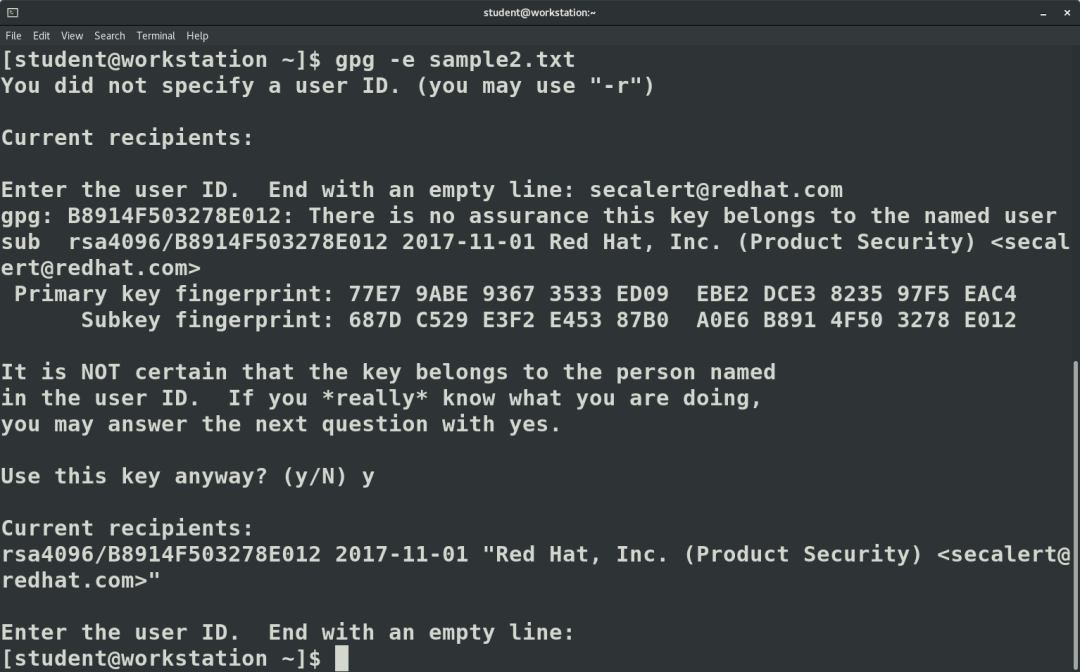 student@workstation:~
File Edit View Search Terminal Help
[student@workstation ~]$ gpg -e sample2.txt
You did not specify a user ID. (you may use "-r")
Current recipients:
Enter the user ID.  End with an empty line: secalert@redhat.com
gpg: B8914F503278E012: There is no assurance this key belongs to the named user
sub  rsa4096/B8914F503278E012 2017-11-01 Red Hat, Inc. (Product Security) <secal
ert@redhat.com>
 Primary key fingerprint: 77E7 9ABE 9367 3533 ED09  EBE2 DCE3 8235 97F5 EAC4
      Subkey fingerprint: 687D C529 E3F2 E453 87B0  A0E6 B891 4F50 3278 E012
It is NOT certain that the key belongs to the person named
in the user ID.  If you *really* know what you are doing,
you may answer the next question with yes.
Use this key anyway? (y/N) y
Current recipients:
rsa4096/B8914F503278E012 2017-11-01 "Red Hat, Inc. (Product Security) <secalert@
redhat.com>"
Enter the user ID.  End with an empty line:
[student@workstation ~]$